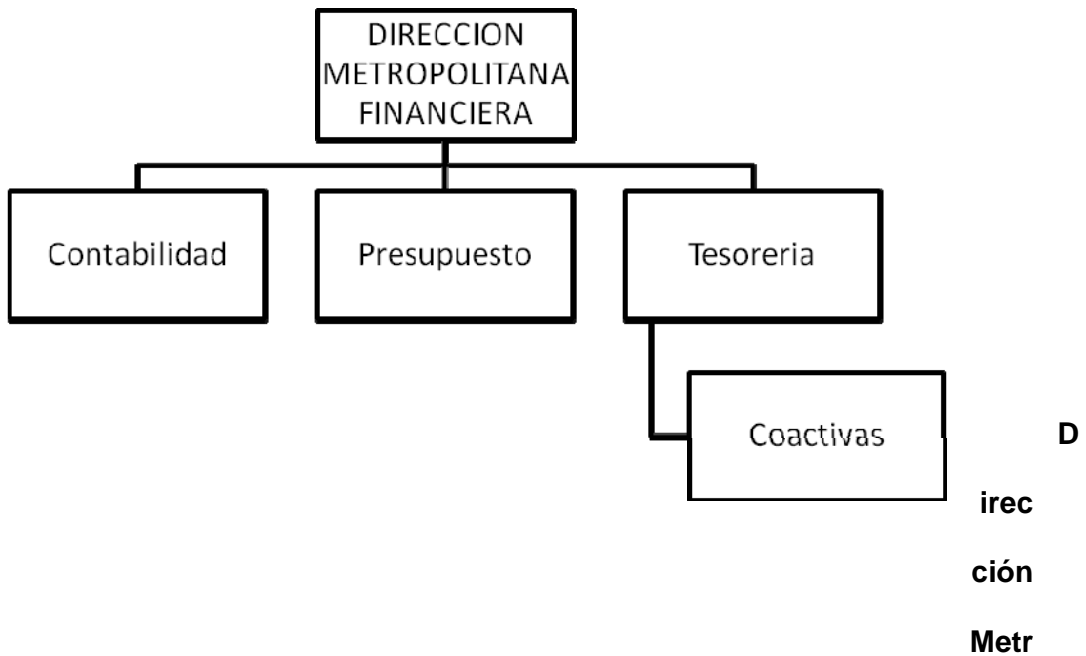 DIRECCION
METROPOLITANA
FINANCIERA
Contabilidad
Presupuesto
Tesoreria
Coactivas
D
irec
ción
Metr